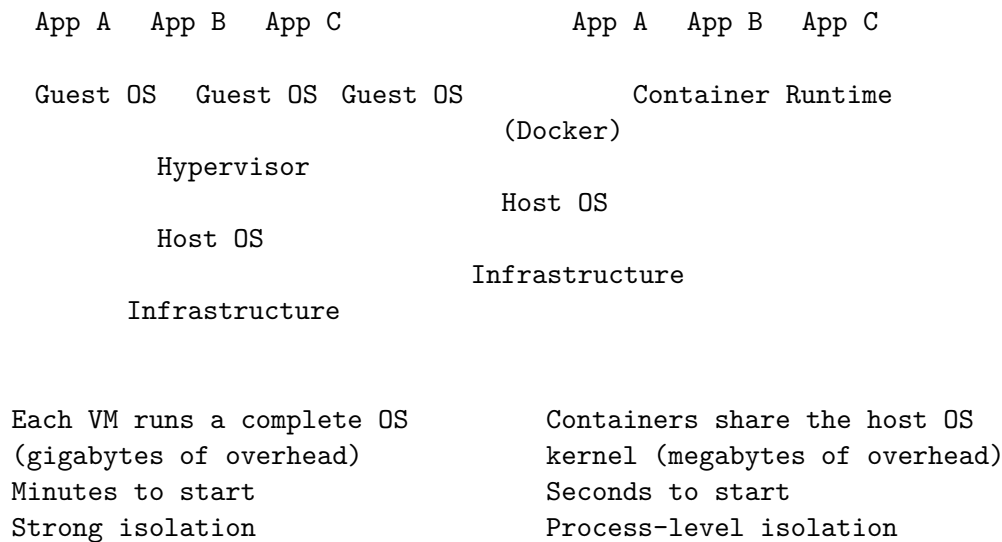 App A App B App C App A App B App C
Guest OS Guest OS Guest OS Container Runtime
(Docker)
Hypervisor
Host OS
Host OS
Infrastructure
Infrastructure
Each VM runs a complete OS Containers share the host OS
(gigabytes of overhead) kernel (megabytes of overhead)
Minutes to start Seconds to start
Strong isolation Process-level isolation